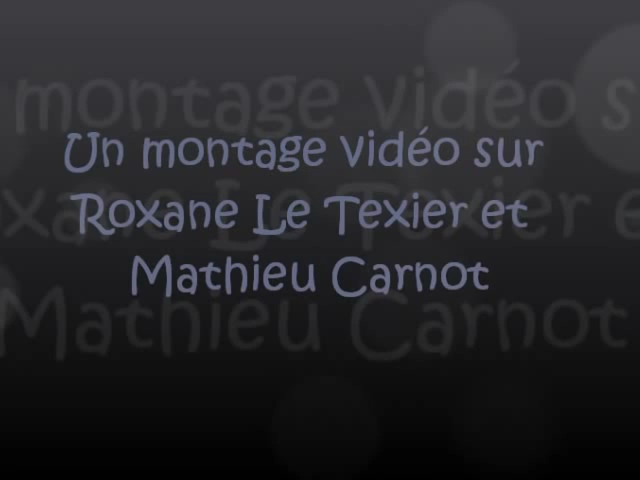 Un montage vidéo sur
Roxane Le Texier et
Mathieu Carnot